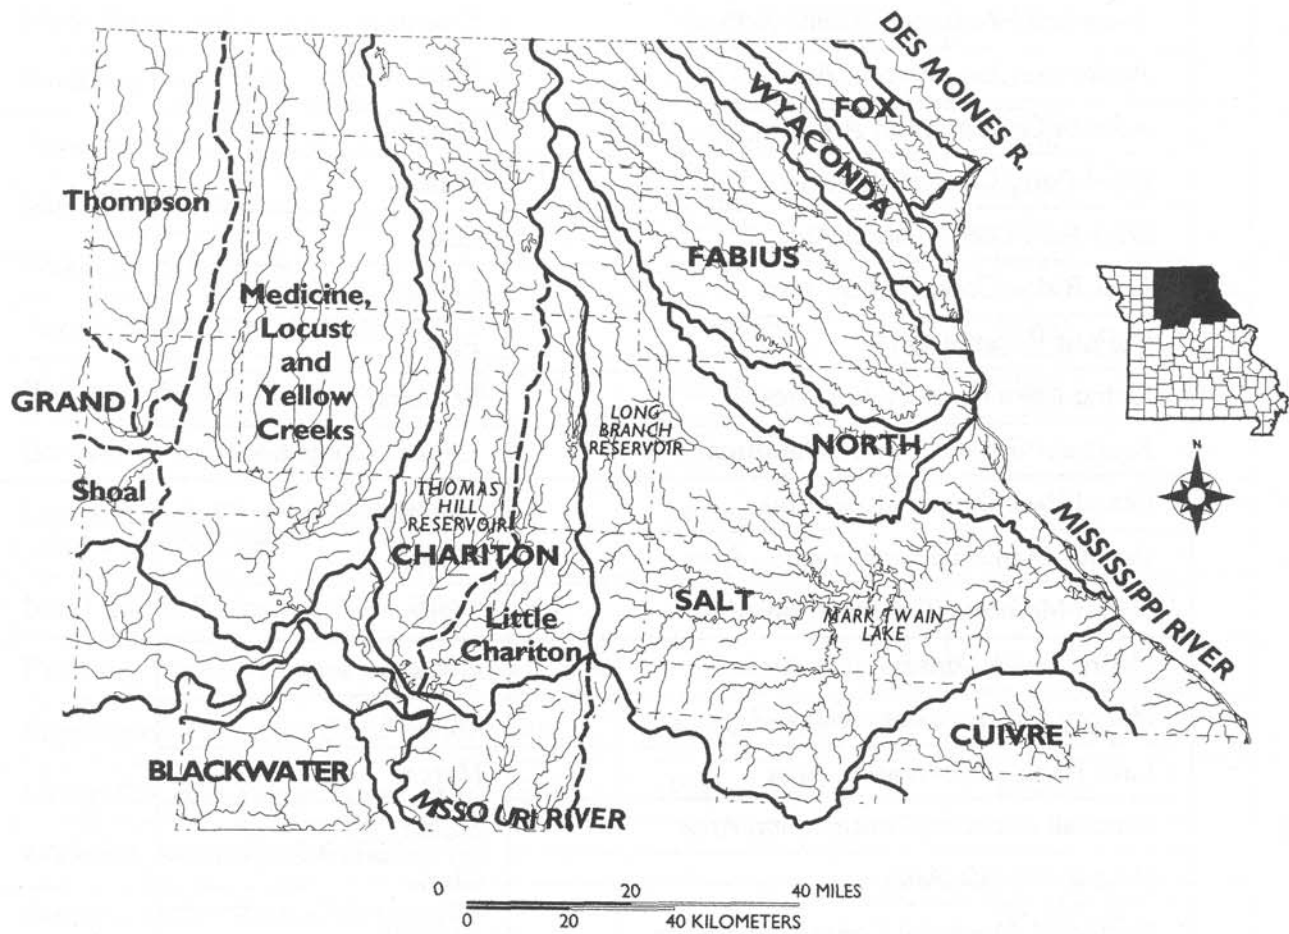 DES MOINES R.
FOX
WYACONDA
Thompson
FABIUS
Medicine,
Locust
and
Yellow
Creeks
GRAND
LONG
BRANCH
RESERVOIR
NORTH
Shoal
THOMAS
HILL
RESERVOIR
N
CHARITON
MISSISSIPPI RIVER
SALT
MARK TWAIN
LAKE
Little
Chariton
CUIVRE
BLACKWATER
MSSO URI RIVER
0 20 40 MILES
0 20 40 KILOMETERS